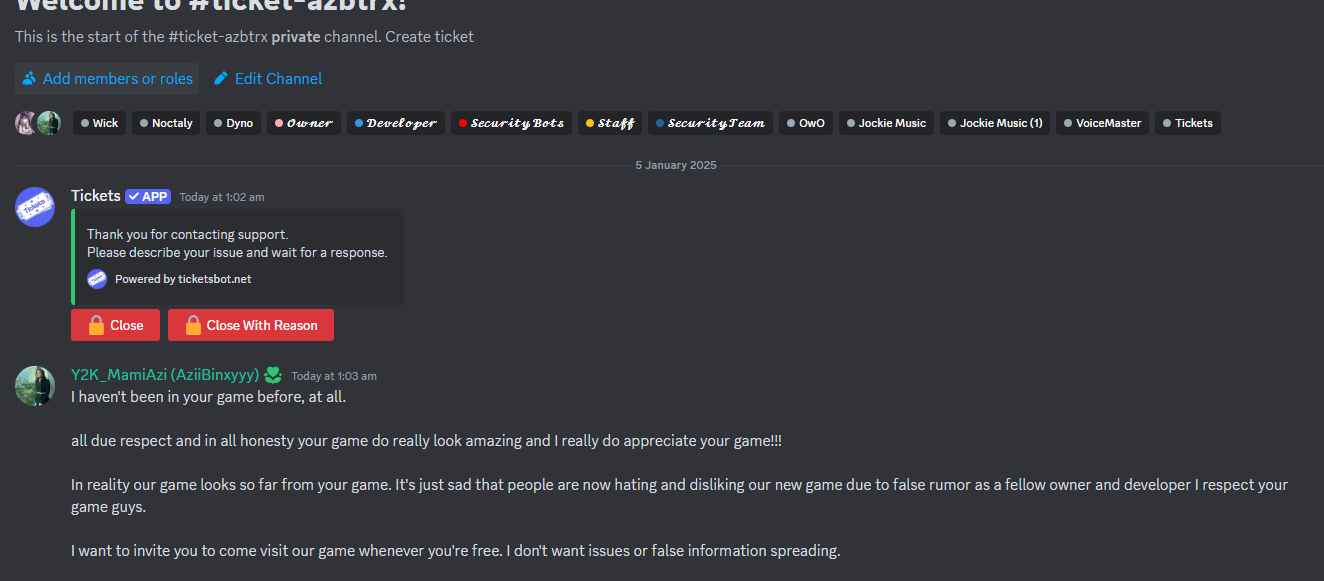 Welcome to #ticket-azbtrx!
This is the start of the #ticket-azbtrx private channel. Create ticket
Add members or roles Edit Channel
Wick Noctaly Dyno Owner Developer Security Bots Staff Security Team OwO Jockie Music Jockie Music (1) VoiceMaster Tickets
5 January 2025
Tickets APP Today at 1:02 am
Thank you for contacting support.
Please describe your issue and wait for a response.
Powered by ticketsbot.net
Close Close With Reason
Y2K_MamiAzi (AziiBinxyyy) Today at 1:03 am
I haven't been in your game before, at all.
all due respect and in all honesty your game do really look amazing and I really do appreciate your game!!!
In reality our game looks so far from your game. It's just sad that people are now hating and disliking our new game due to false rumor as a fellow owner and developer I respect your
game guys.
I want to invite you to come visit our game whenever you're free. I don't want issues or false information spreading.